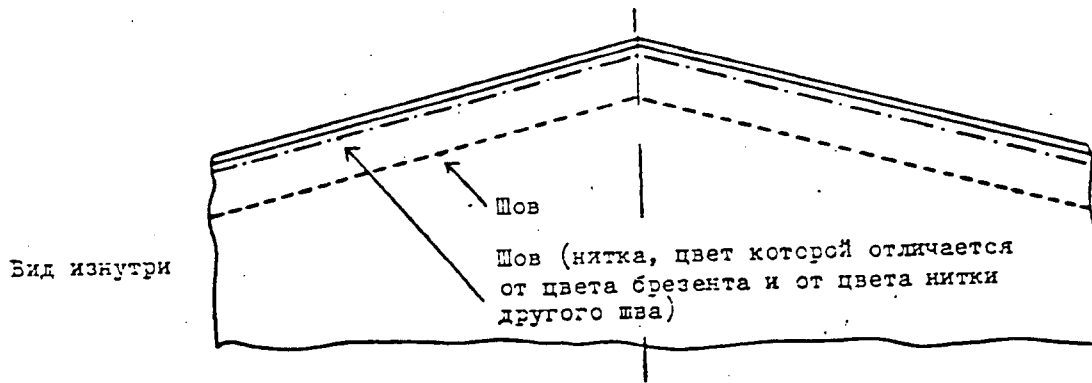 Шов
Вид изнутри
Шов (нитка, цвет которой отличается
от цвета брезента и от цвета нитки
другого шва)